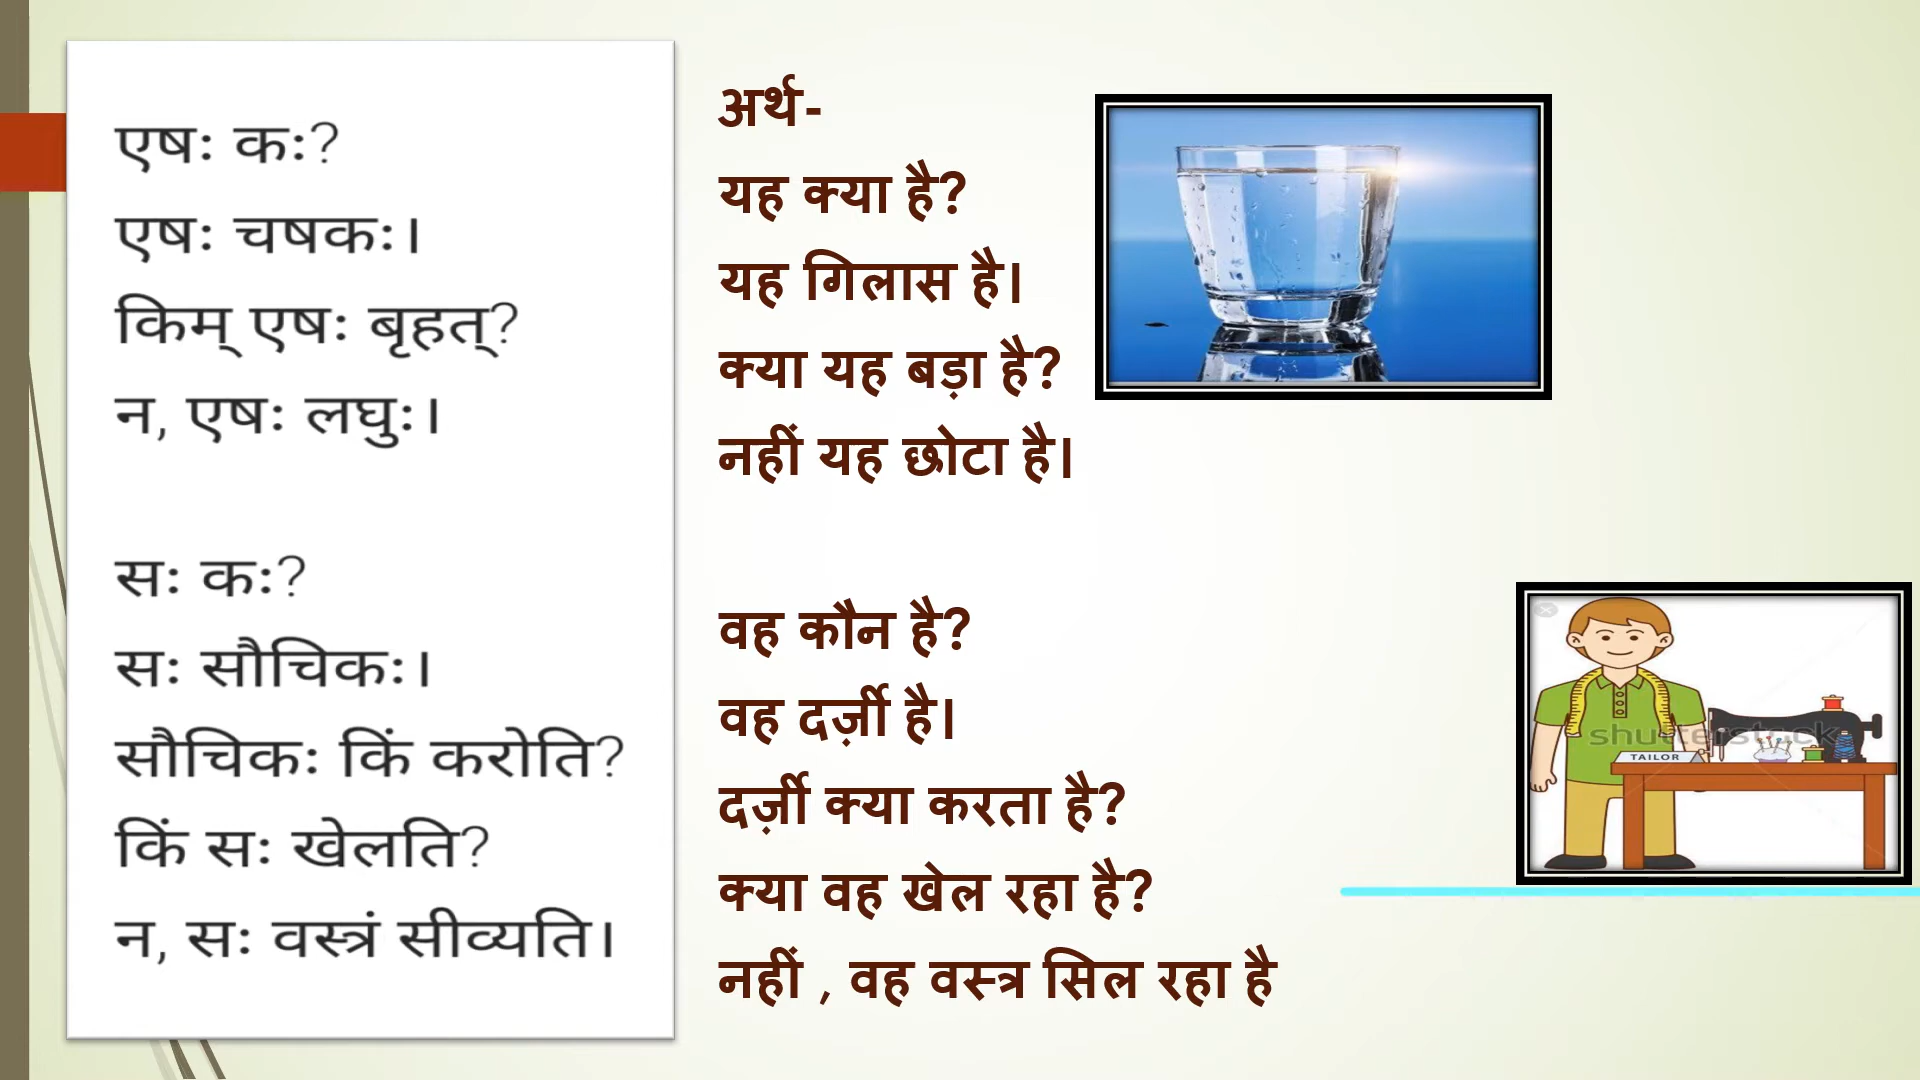 एषः कः?
एषः चषकः।
किम् एषः बृहत्?
न, एषः लघुः।
सः कः?
सः सौचिकः।
सौचिकः किं करोति?
किं सः खेलति?
न, सः वस्त्रं सीव्यति।
अर्थ-
यह क्या है?
यह गिलास है।
क्या यह बड़ा है?
नहीं यह छोटा है।
वह कौन है?
वह दर्ज़ी है।
दर्ज़ी क्या करता है?
क्या वह खेल रहा है?
नहीं , वह वस्त्र सिल रहा है
shutterstock
TAILOR